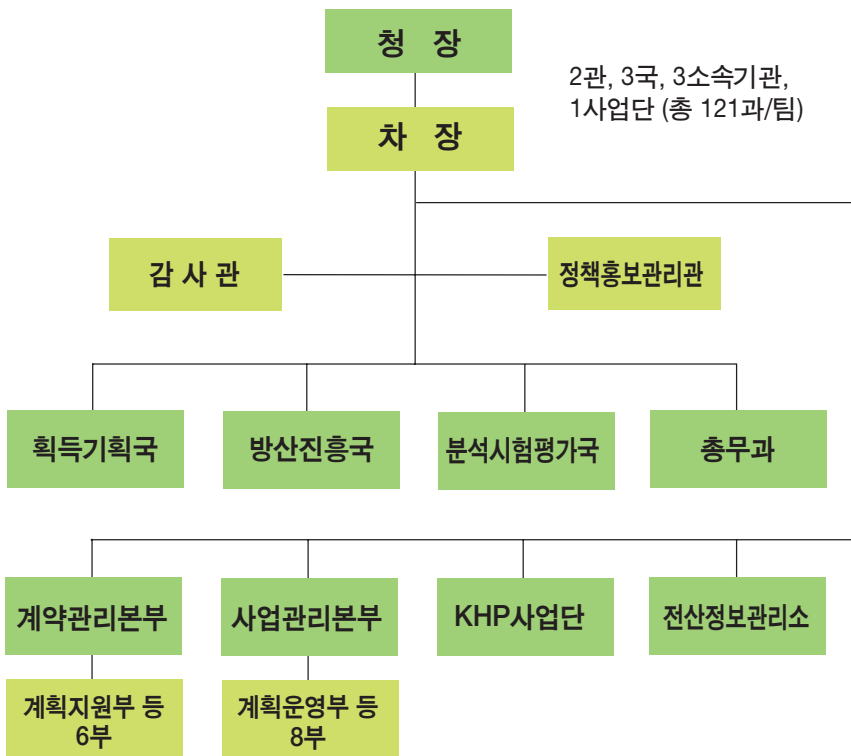 청 장
2관, 3국, 3소속기관,
1사업단 (총 121과/팀)
차 장
감 사 관
정책홍보관리관
획득기획국
방산진흥국
분석시험평가국
총무과
계약관리본부
사업관리본부
KHP사업단
전산정보관리소
계획지원부 등
6부
계획운영부 등
8부